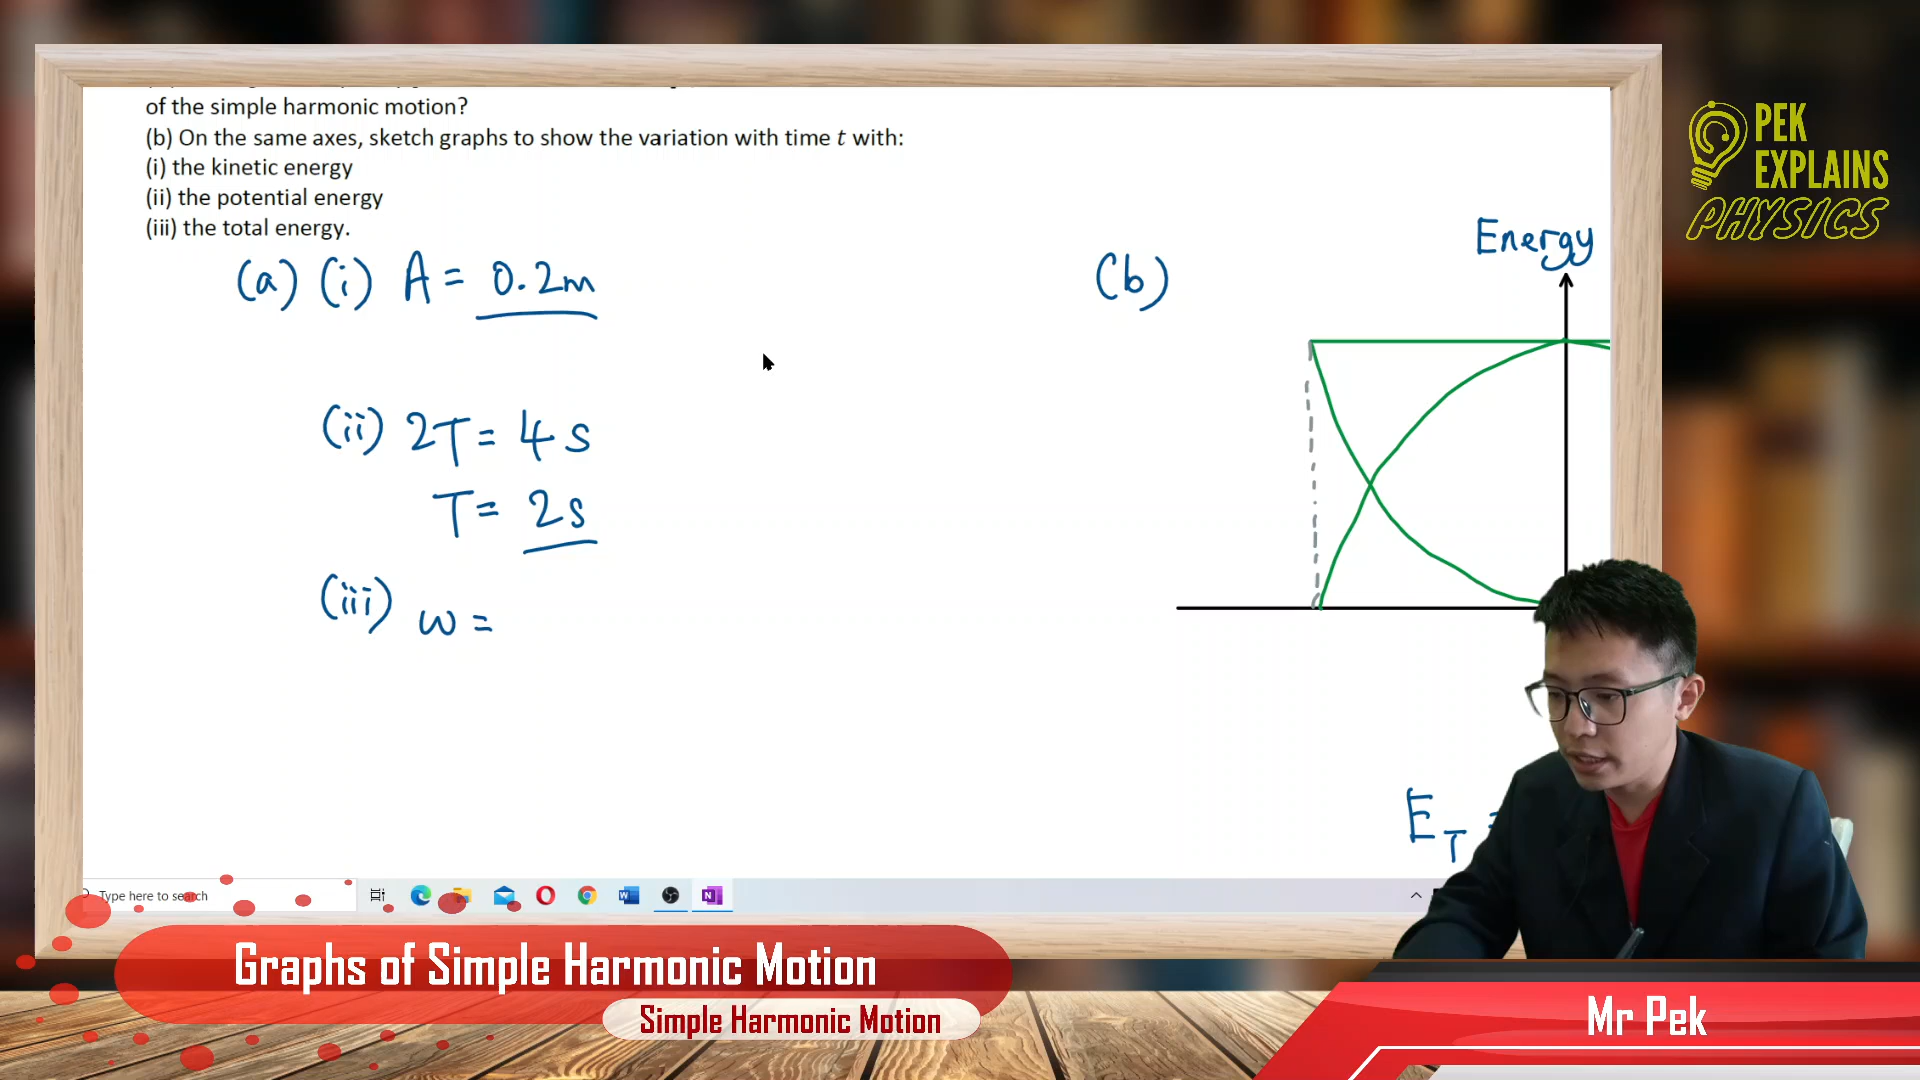 of the simple harmonic motion?
(b) On the same axes, sketch graphs to show the variation with time t with:
(i) the kinetic energy
(ii) the potential energy
(iii) the total energy.
(a) (i) A = 0.2m
(ii) 2T = 4 s
T = 2s
(iii) ω =
(b)
Energy
E_T =
PEK
EXPLAINS
PHYSICS
Type here to search
Graphs of Simple Harmonic Motion
Simple Harmonic Motion
Mr Pek